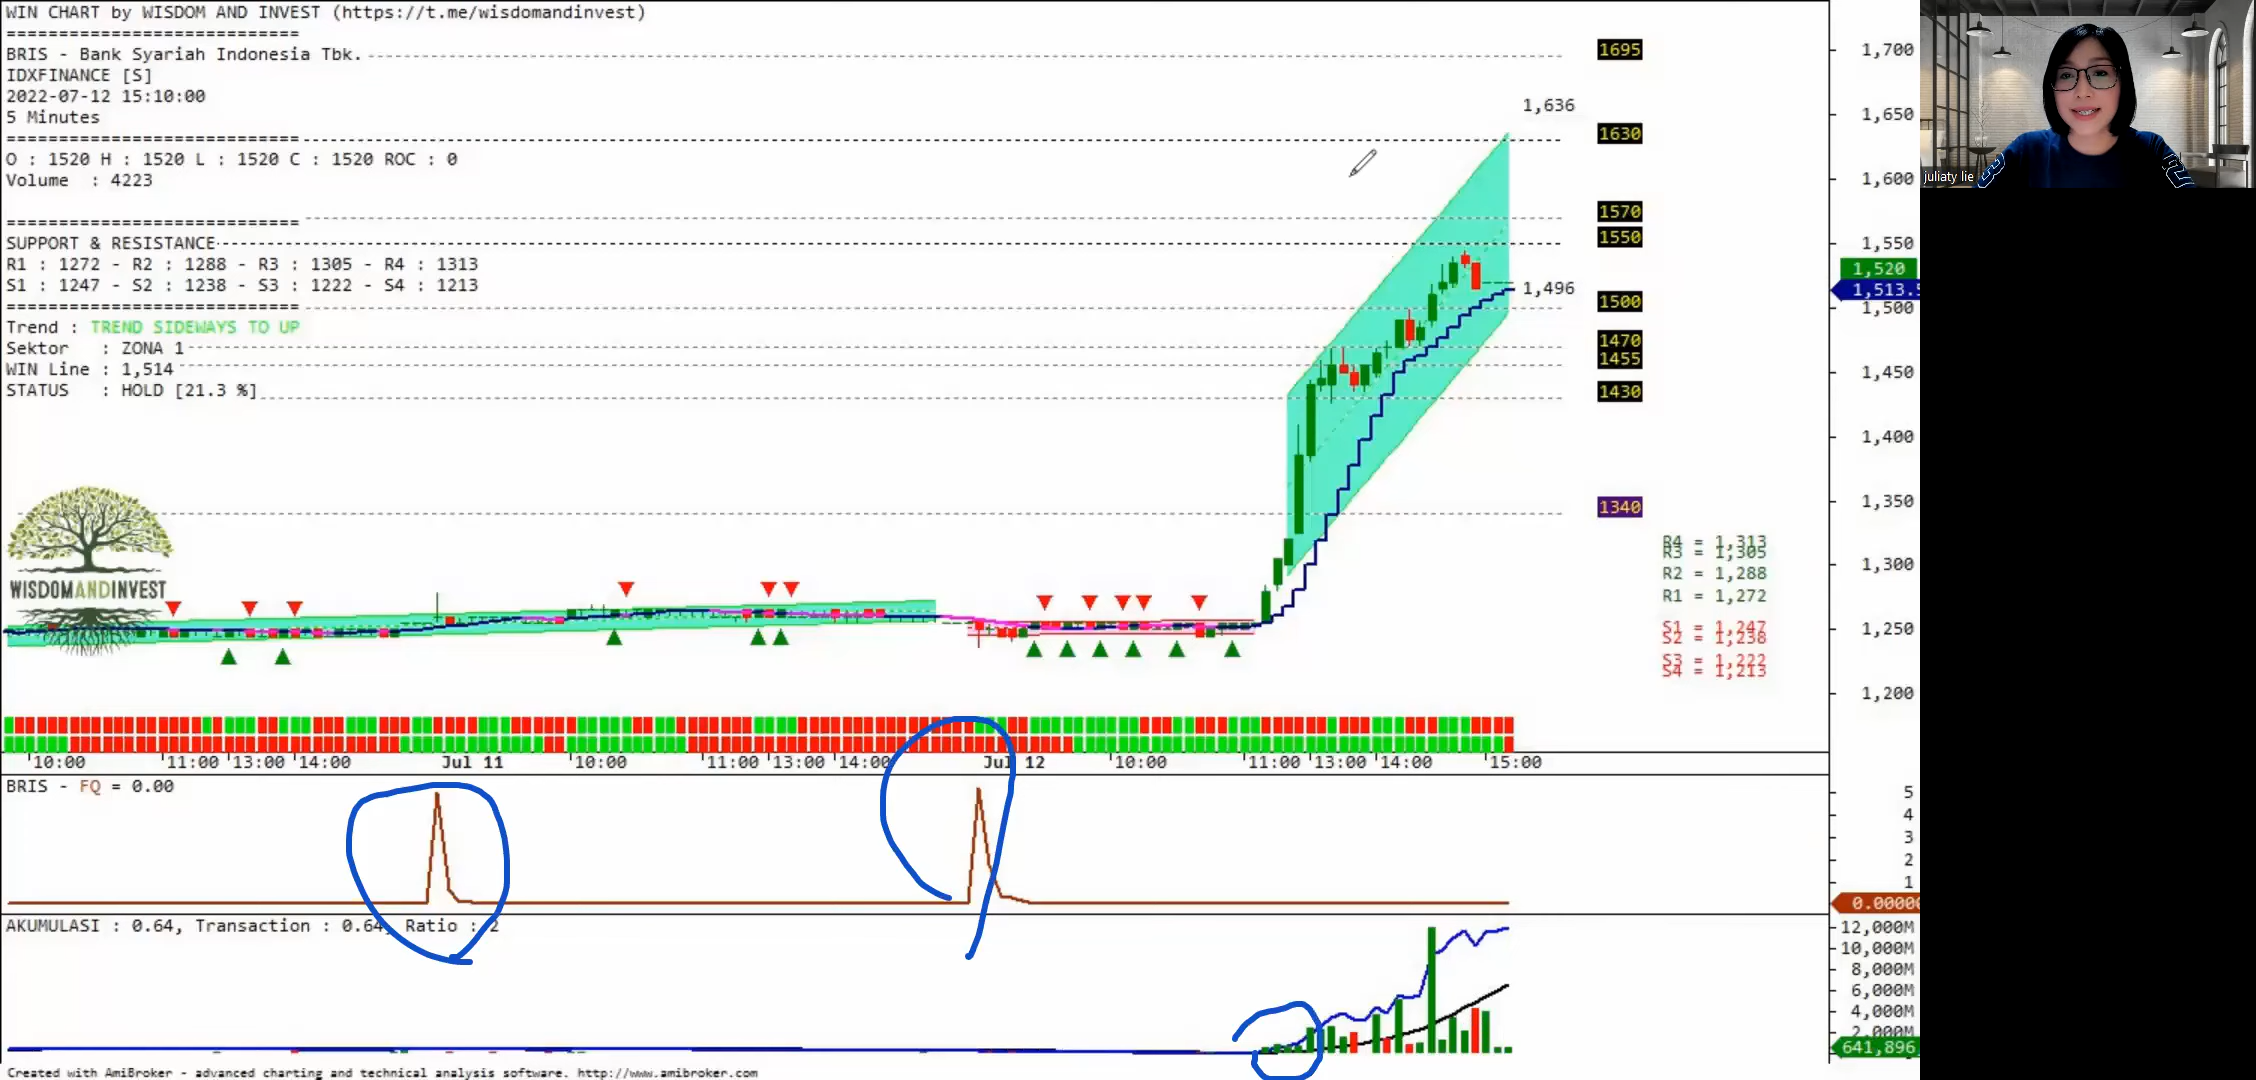 WIN CHART by WISDOM AND INVEST (https://t.me/wisdomandinvest)
============================
BRIS - Bank Syariah Indonesia Tbk.
IDXFINANCE [S]
2022-07-12 15:10:00
5 Minutes
============================
O : 1520 H : 1520 L : 1520 C : 1520 ROC : 0
Volume : 4223
============================
SUPPORT & RESISTANCE
R1 : 1272 - R2 : 1288 - R3 : 1305 - R4 : 1313
S1 : 1247 - S2 : 1238 - S3 : 1222 - S4 : 1213
============================
Trend : TREND SIDEWAYS TO UP
Sektor : ZONA 1
WIN Line : 1,514
STATUS : HOLD [21.3 %]
WISDOMANDINVEST
1,636
1,496
1695
1630
1570
1550
1500
1470
1455
1430
1340
R4 = 1,313
R3 = 1,305
R2 = 1,288
R1 = 1,272
S1 = 1,247
S2 = 1,238
S3 = 1,222
S4 = 1,213
1,700
1,650
1,600
1,550
1,520
1,513.5
1,500
1,450
1,400
1,350
1,300
1,250
1,200
juliaty lie
10:00 11:00 13:00 14:00 Jul 11 10:00 11:00 13:00 14:00 Jul 12 10:00 11:00 13:00 14:00 15:00
BRIS - FQ = 0.00
5
4
3
2
1
0.00000
AKUMULASI : 0.64, Transaction : 0.64, Ratio : 2
12,000M
10,000M
8,000M
6,000M
4,000M
2,000M
641,896
Created with AmiBroker - advanced charting and technical analysis software. http://www.amibroker.com